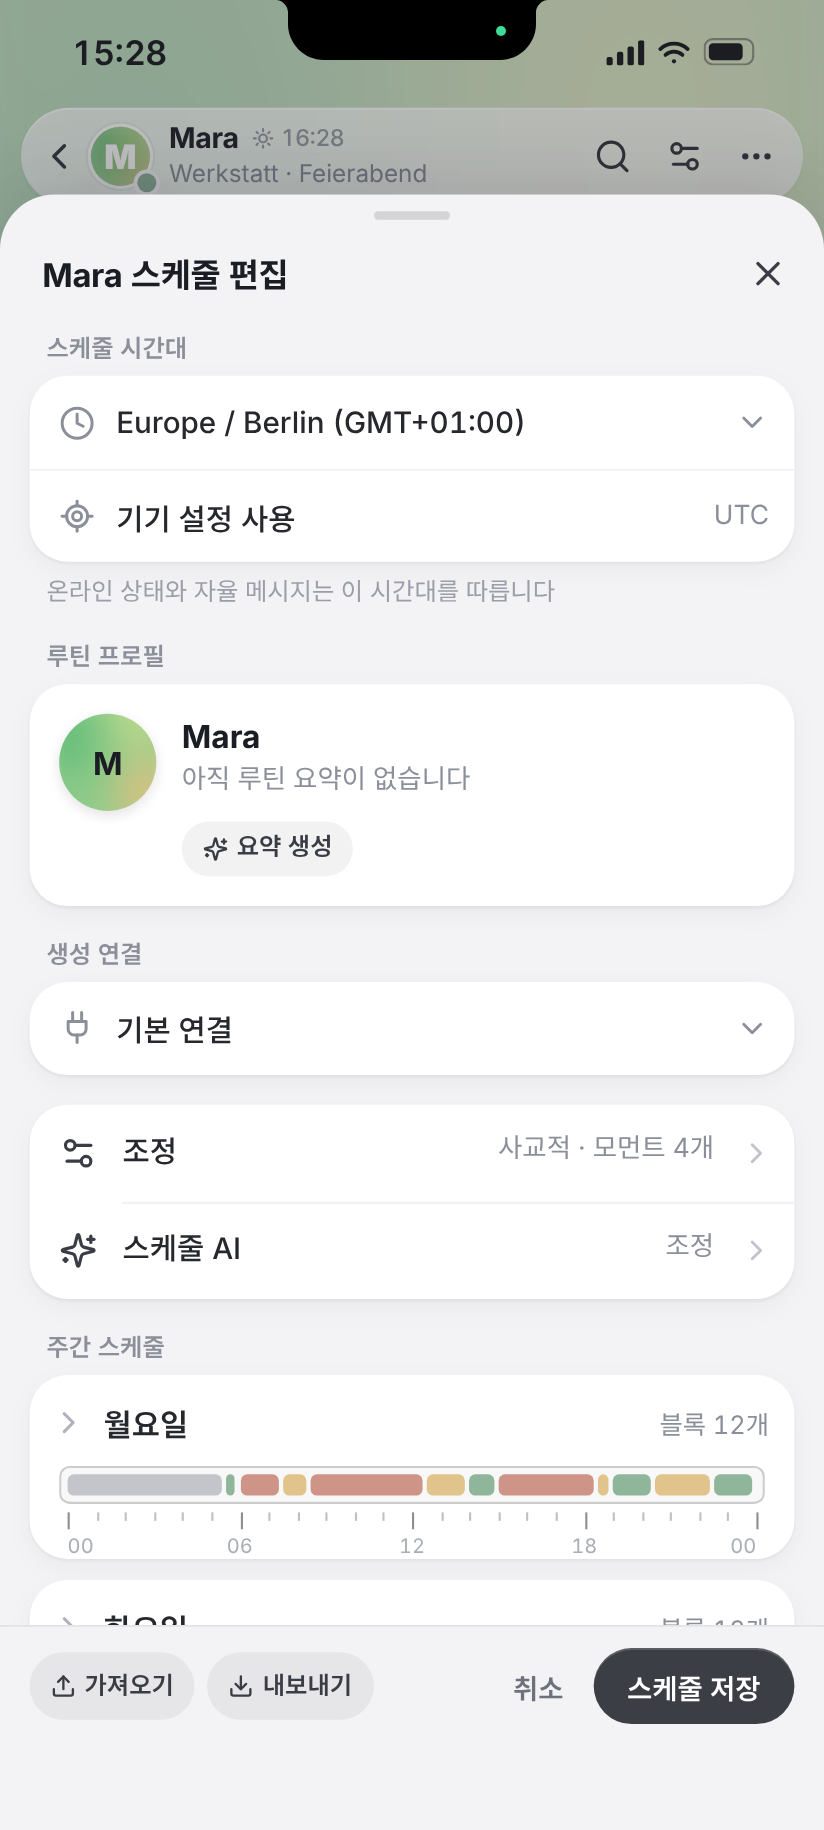 15:28
M
Mara 16:28
Werkstatt · Feierabend
Mara 스케줄 편집
스케줄 시간대
Europe / Berlin (GMT+01:00)
기기 설정 사용 UTC
온라인 상태와 자율 메시지는 이 시간대를 따릅니다
루틴 프로필
M
Mara
아직 루틴 요약이 없습니다
요약 생성
생성 연결
기본 연결
조정 사교적 · 모먼트 4개
스케줄 AI 조정
주간 스케줄
월요일 블록 12개
00 06 12 18 00
가져오기 내보내기 취소 스케줄 저장